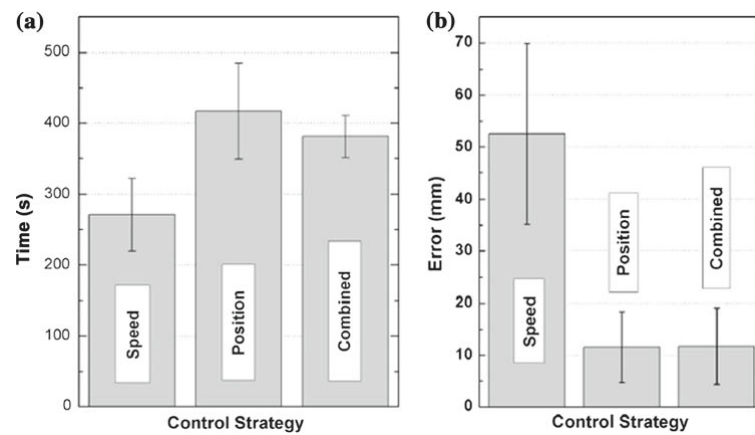 (a)
500
400
300
200
100
0
Time (s)
Speed
Position
Combined
Control Strategy
(b)
70
60
50
40
30
20
10
0
Error (mm)
Speed
Position
Combined
Control Strategy